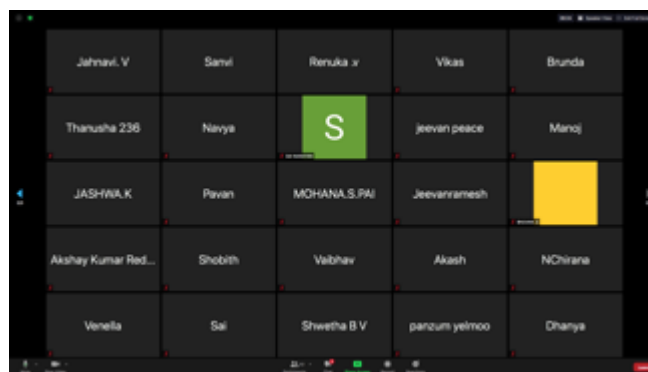 Jahnavi. V
Sanvi
Renuka .v
Vikas
Brunda
Thanusha 236
Navya
S
jeevan peace
Manoj
JASHWA.K
Pavan
MOHANA.S.PAI
Jeevanramesh
Akshay Kumar Red...
Shobith
Vaibhav
Akash
NChirana
Venella
Sai
Shwetha B V
panzum yelmoo
Dhanya